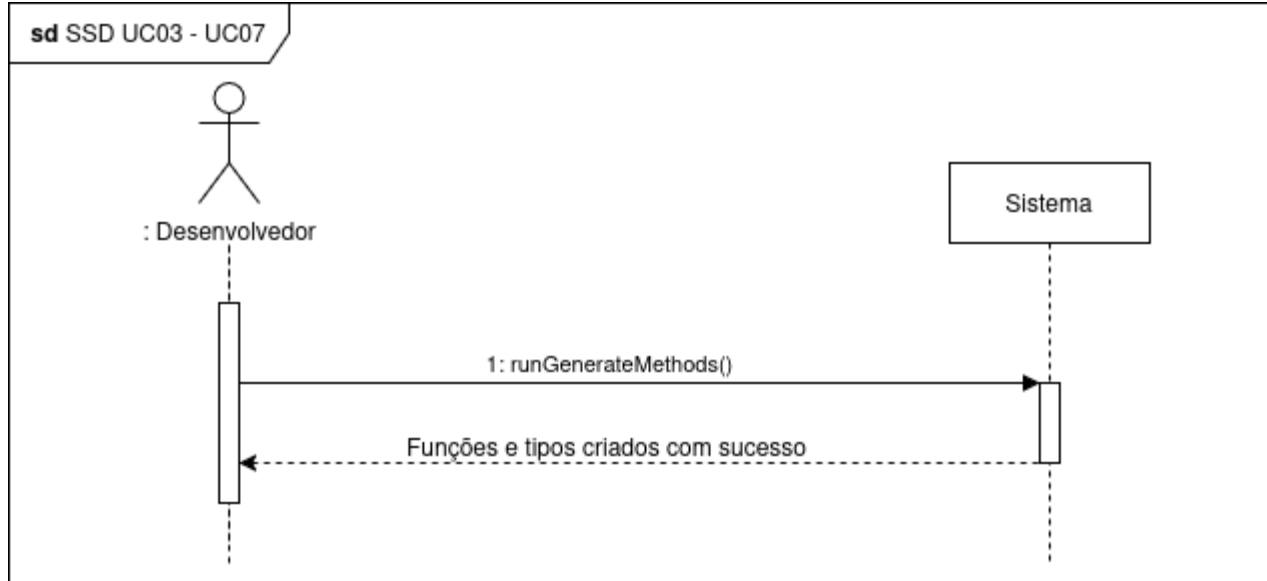 sd SSD UC03 - UC07
: Desenvolvedor
Sistema
1: runGenerateMethods()
Funções e tipos criados com sucesso